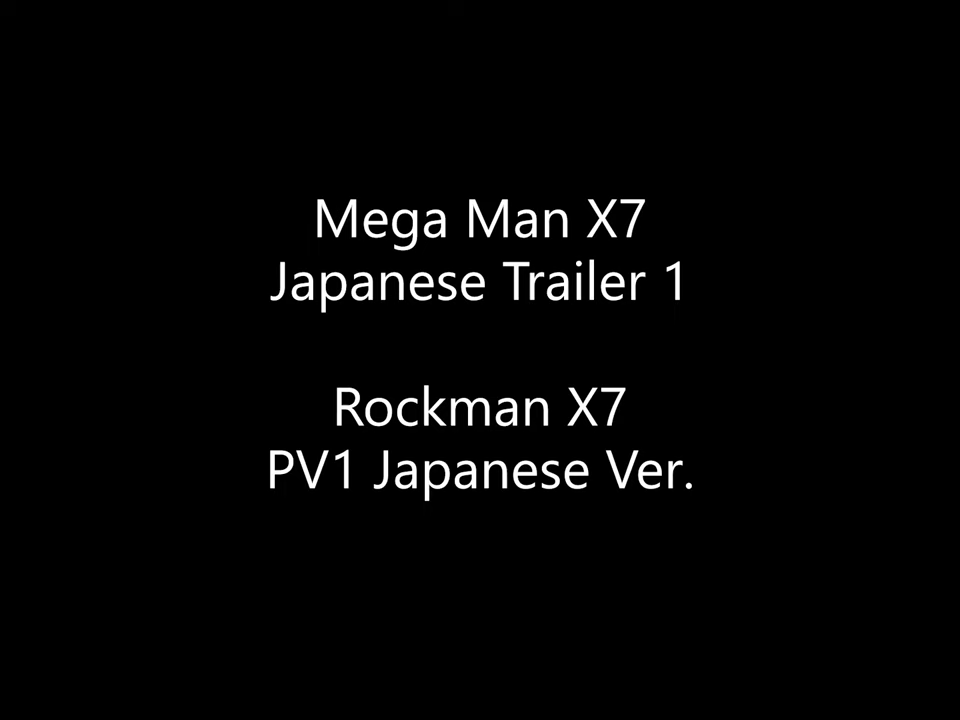 Mega Man X7
Japanese Trailer 1
Rockman X7
PV1 Japanese Ver.